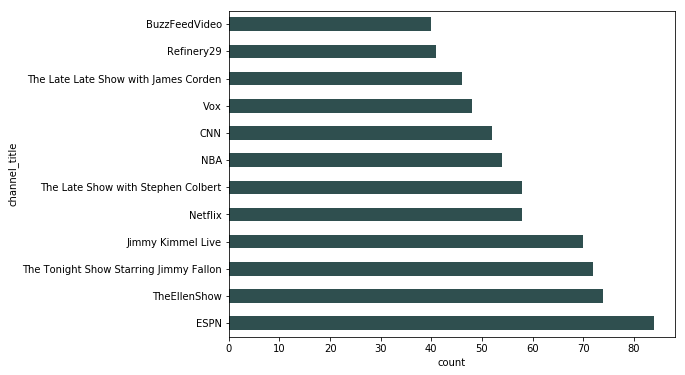 BuzzFeedVideo
Refinery29
The Late Late Show with James Corden
Vox
CNN
NBA
The Late Show with Stephen Colbert
Netflix
Jimmy Kimmel Live
The Tonight Show Starring Jimmy Fallon
TheEllenShow
ESPN
channel_title
0 10 20 30 40 50 60 70 80
count